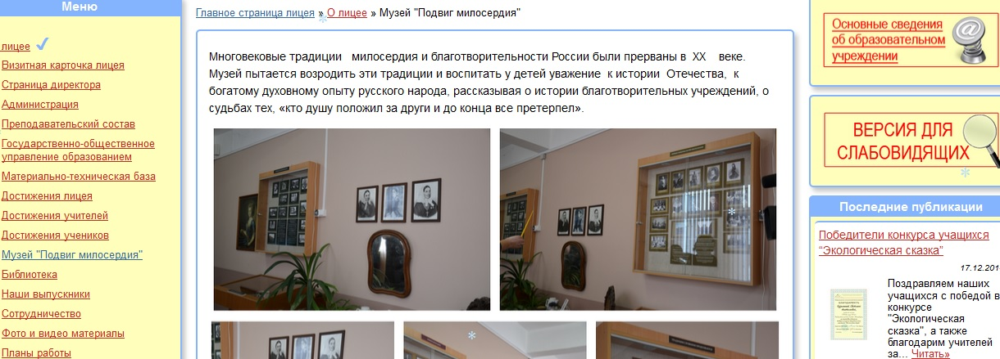 Меню
лицее
Визитная карточка лицея
Страница директора
Администрация
Преподавательский состав
Государственно-общественное
управление образованием
Материально-техническая база
Достижения лицея
Достижения учителей
Достижения учеников
Музей "Подвиг милосердия"
Библиотека
Наши выпускники
Сотрудничество
Фото и видео материалы
Планы работы
Главное страница лицея » О лицее » Музей "Подвиг милосердия"
Многовековые традиции милосердия и благотворительности России были прерваны в XX веке.
Музей пытается возродить эти традиции и воспитать у детей уважение к истории Отечества, к
богатому духовному опыту русского народа, рассказывая о истории благотворительных учреждений, о
судьбах тех, «кто душу положил за други и до конца все претерпел».
Основные сведения
об образовательном
учреждении
ВЕРСИЯ ДЛЯ
СЛАБОВИДЯЩИХ
Последние публикации
Победители конкурса учащихся
“Экологическая сказка”
17.12.201
Поздравляем наших
учащихся с победой в
конкурсе
"Экологическая
сказка", а также
благодарим учителей
за... Читать»